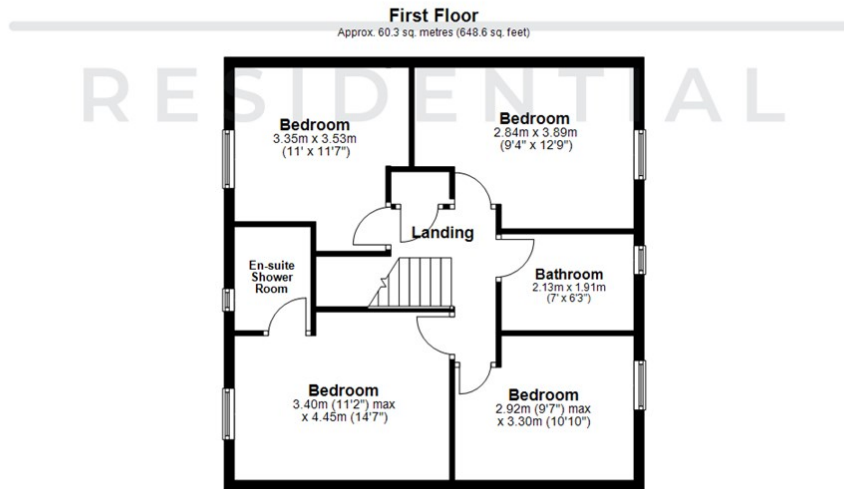 First Floor
Approx. 60.3 sq. metres (648.6 sq. feet)
RESIDENTIAL
Bedroom
3.35m x 3.53m
(11' x 11'7")
Bedroom
2.84m x 3.89m
(9'4" x 12'9")
Landing
En-suite
Shower
Room
Bathroom
2.13m x 1.91m
(7' x 6'3")
Bedroom
3.40m (11'2") max
x 4.45m (14'7")
Bedroom
2.92m (9'7") max
x 3.30m (10'10")